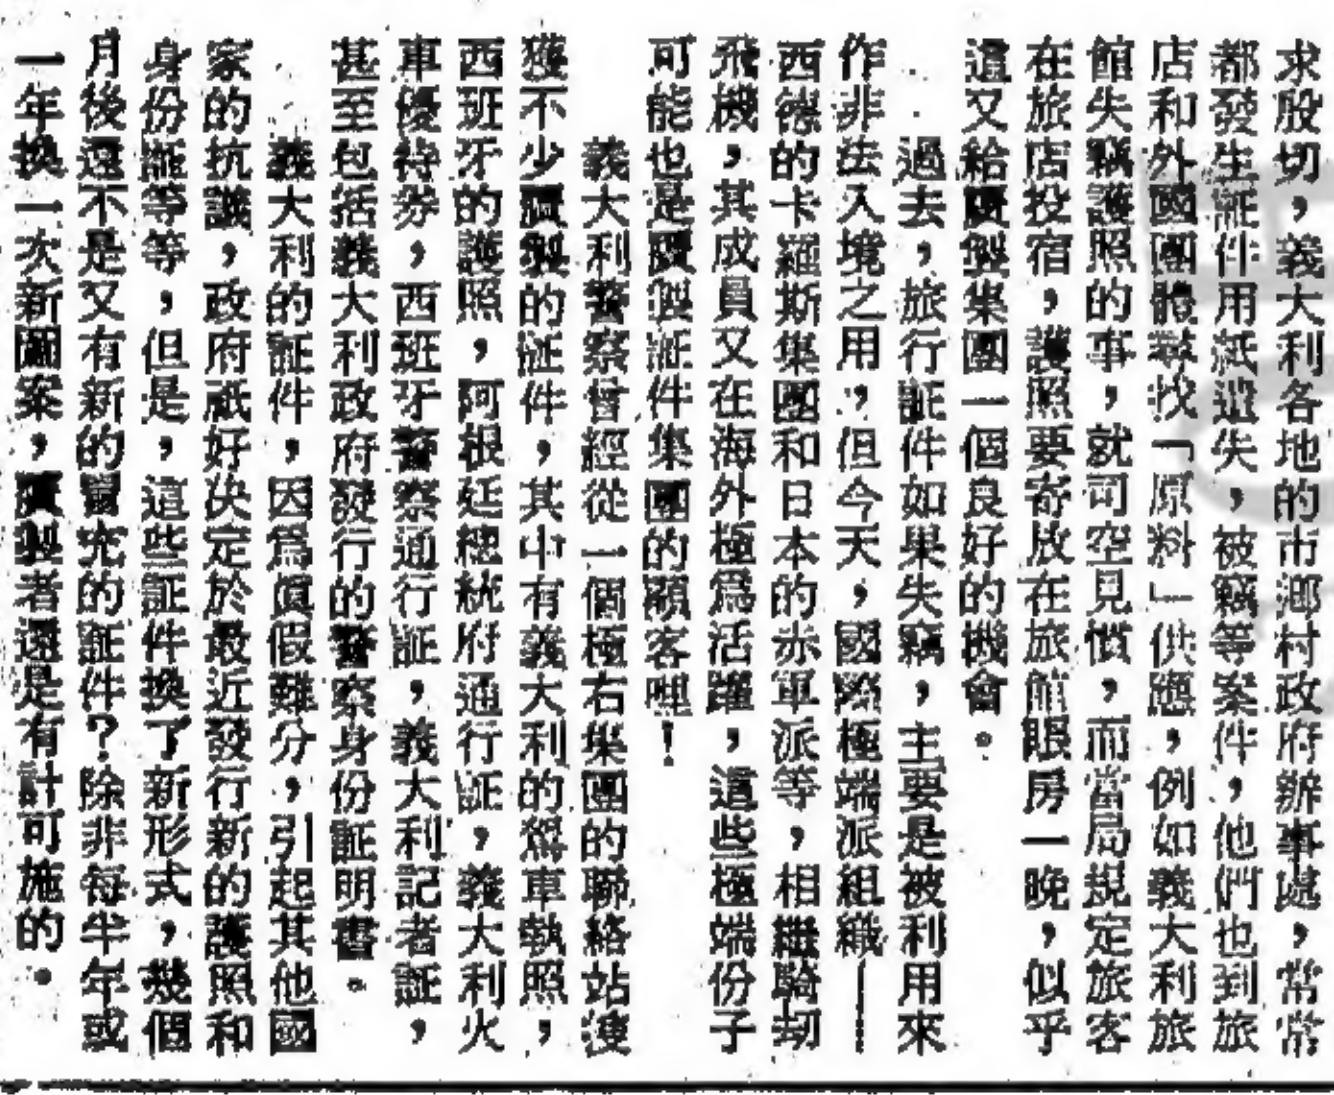 求殷切，義大利各地的市鄉村政府辦事處，常常
都發生証件用紙遺失，被竊等案件，他們也到旅
店和外國團體尋找「原料」供應，例如義大利旅
館失竊護照的事，就司空見慣，而當局規定旅客
在旅店投宿，護照要寄放在旅館賬房一晚，似乎
這又給贋製集團一個良好的機會。
過去，旅行証件如果失竊，主要是被利用來
作非法入境之用，但今天，國際極端派組織——
西德的卡羅斯集團和日本的赤軍派等，相繼騎劫
飛機，其成員又在海外極爲活躍，這些極端份子
可能也是贋製証件集團的顧客哩！
義大利警察曾經從一個極右集團的聯絡站濅
獲不少贋製的証件，其中有義大利的駕車執照，
西班牙的護照，阿根廷總統府通行証，義大利火
車優待券，西班牙警察通行証，義大利記者証，
甚至包括義大利政府發行的警察身份証明書。
義大利的証件，因爲眞假難分，引起其他國
家的抗議，政府祇好決定於最近發行新的護照和
身份証等等，但是，這些証件換了新形式，幾個
月後還不是又有新的冒充的証件？除非每半年或
一年換一次新圖案，贋製者還是有計可施的。